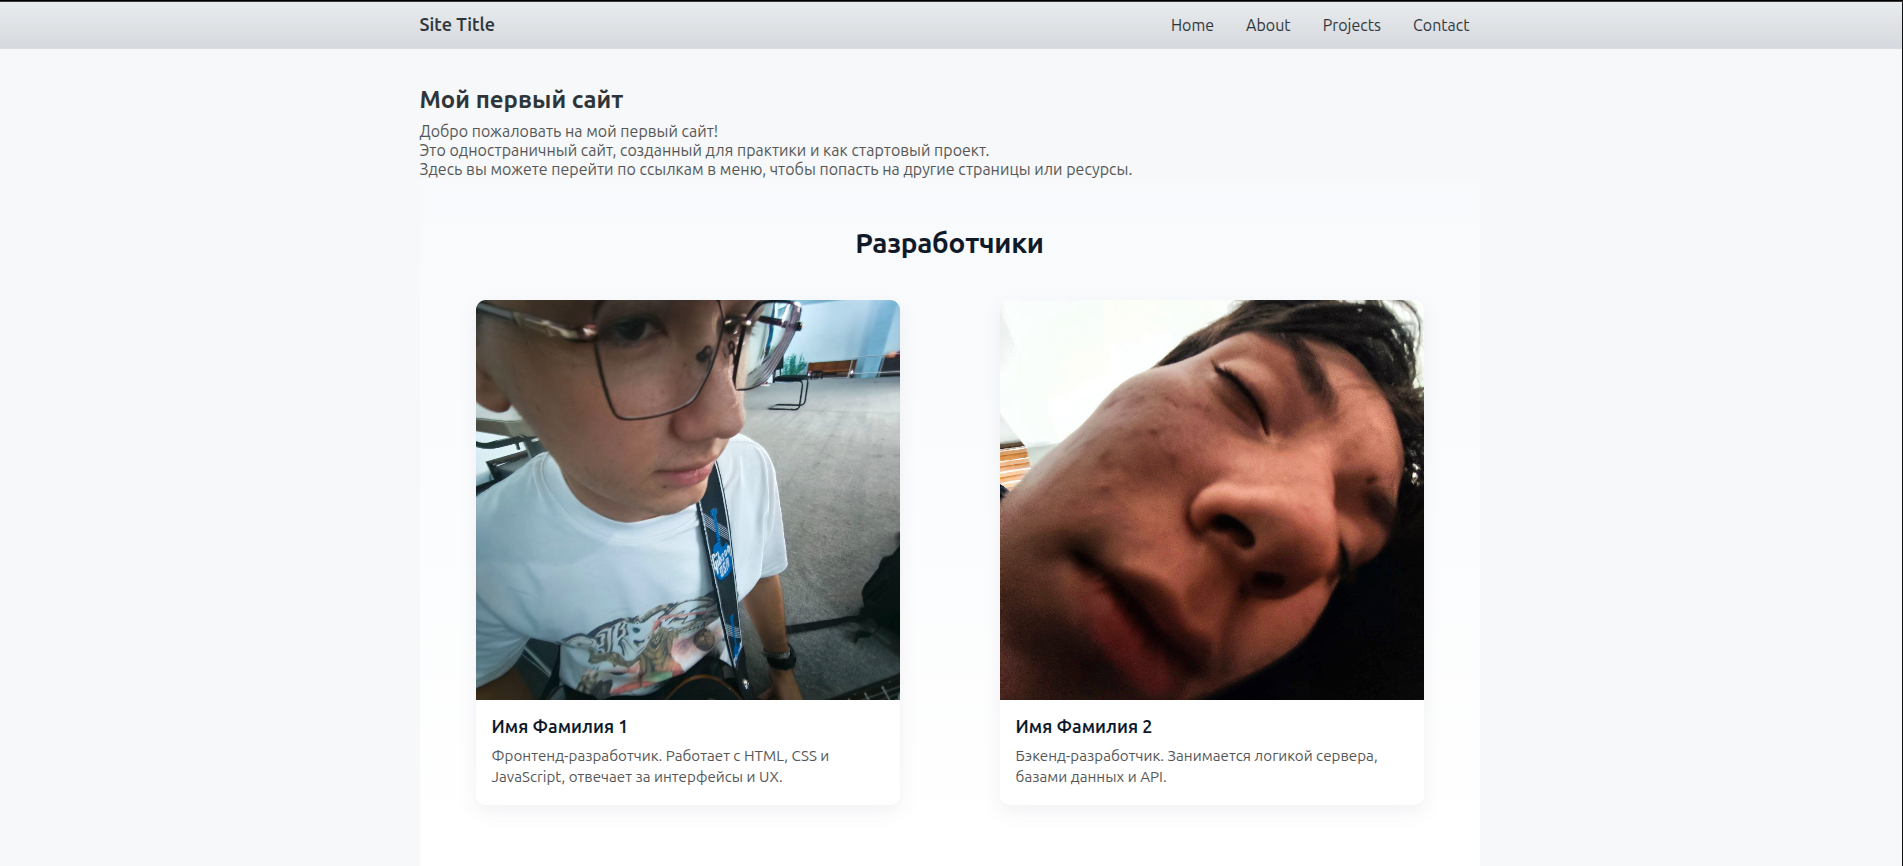 Site Title
Home About Projects Contact
Мой первый сайт
Добро пожаловать на мой первый сайт!
Это одностраничный сайт, созданный для практики и как стартовый проект.
Здесь вы можете перейти по ссылкам в меню, чтобы попасть на другие страницы или ресурсы.
Разработчики
Имя Фамилия 1
Фронтенд-разработчик. Работает с HTML, CSS и
JavaScript, отвечает за интерфейсы и UX.
Имя Фамилия 2
Бэкенд-разработчик. Занимается логикой сервера,
базами данных и API.